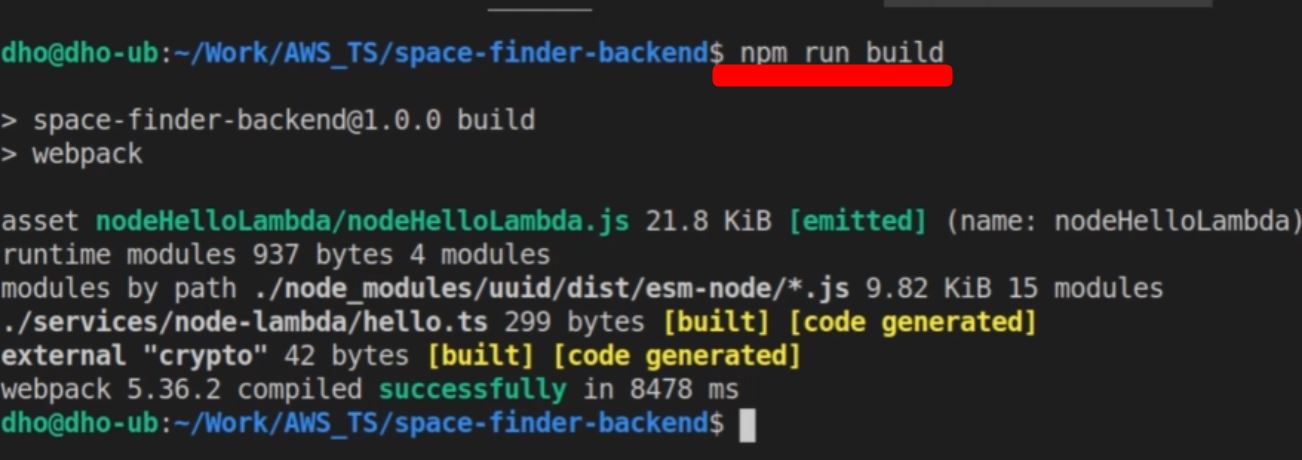 dho@dho-ub:~/Work/AWS_TS/space-finder-backend$ npm run build
> space-finder-backend@1.0.0 build
> webpack
asset nodeHelloLambda/nodeHelloLambda.js 21.8 KiB [emitted] (name: nodeHelloLambda)
runtime modules 937 bytes 4 modules
modules by path ./node_modules/uuid/dist/esm-node/*.js 9.82 KiB 15 modules
./services/node-lambda/hello.ts 299 bytes [built] [code generated]
external "crypto" 42 bytes [built] [code generated]
webpack 5.36.2 compiled successfully in 8478 ms
dho@dho-ub:~/Work/AWS_TS/space-finder-backend$